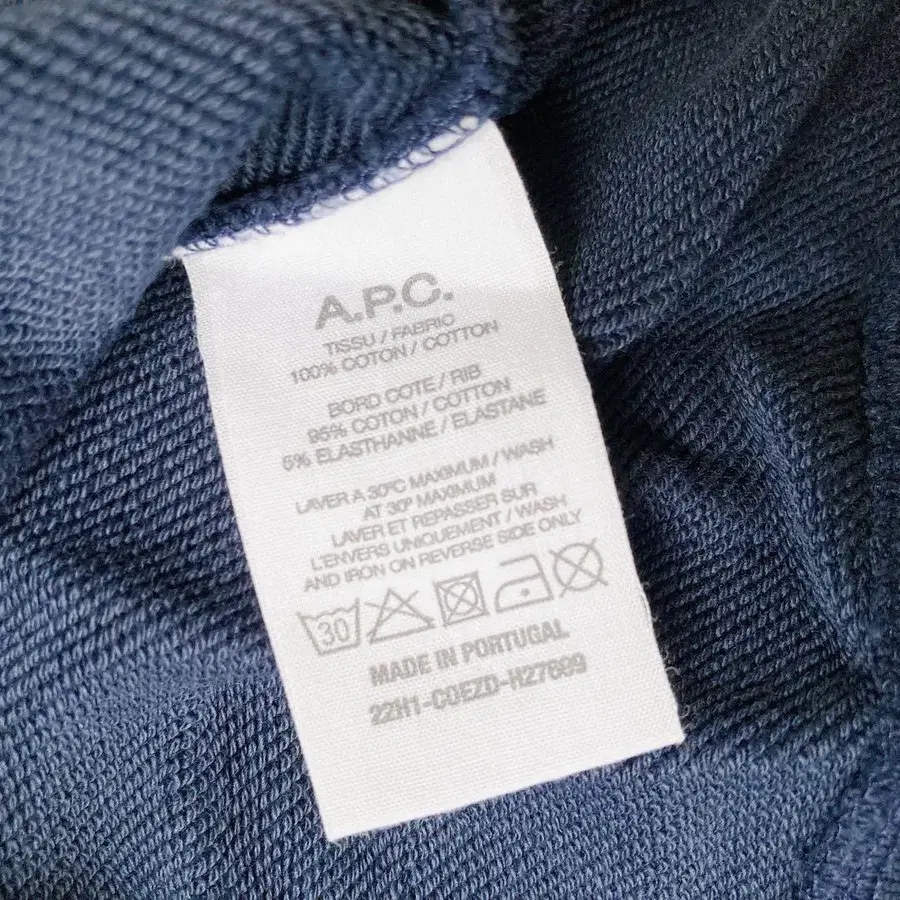 A.P.C.
TISSU / FABRIC
100% COTON / COTTON
BORD COTE / RIB
95% COTON / COTTON
5% ELASTHANNE / ELASTANE
LAVER A 30°C MAXIMUM / WASH
AT 30° MAXIMUM
LAVER ET REPASSER SUR
L'ENVERS UNIQUEMENT / WASH
AND IRON ON REVERSE SIDE ONLY
30
MADE IN PORTUGAL
22H1-COEZD-H27699